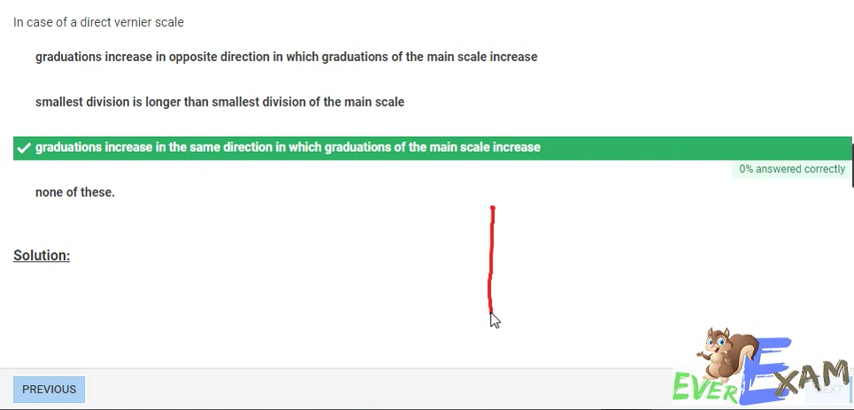 In case of a direct vernier scale
graduations increase in opposite direction in which graduations of the main scale increase
smallest division is longer than smallest division of the main scale
graduations increase in the same direction in which graduations of the main scale increase
0% answered correctly
none of these.
Solution:
EVER EXAM
PREVIOUS